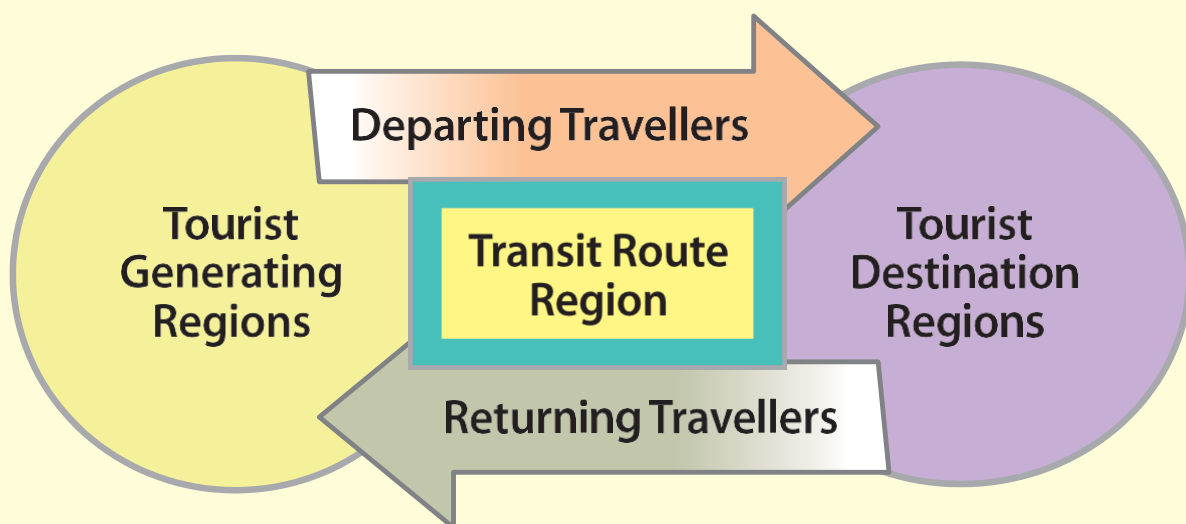 Departing Travellers
Tourist
Generating
Regions
Transit Route
Region
Tourist
Destination
Regions
Returning Travellers